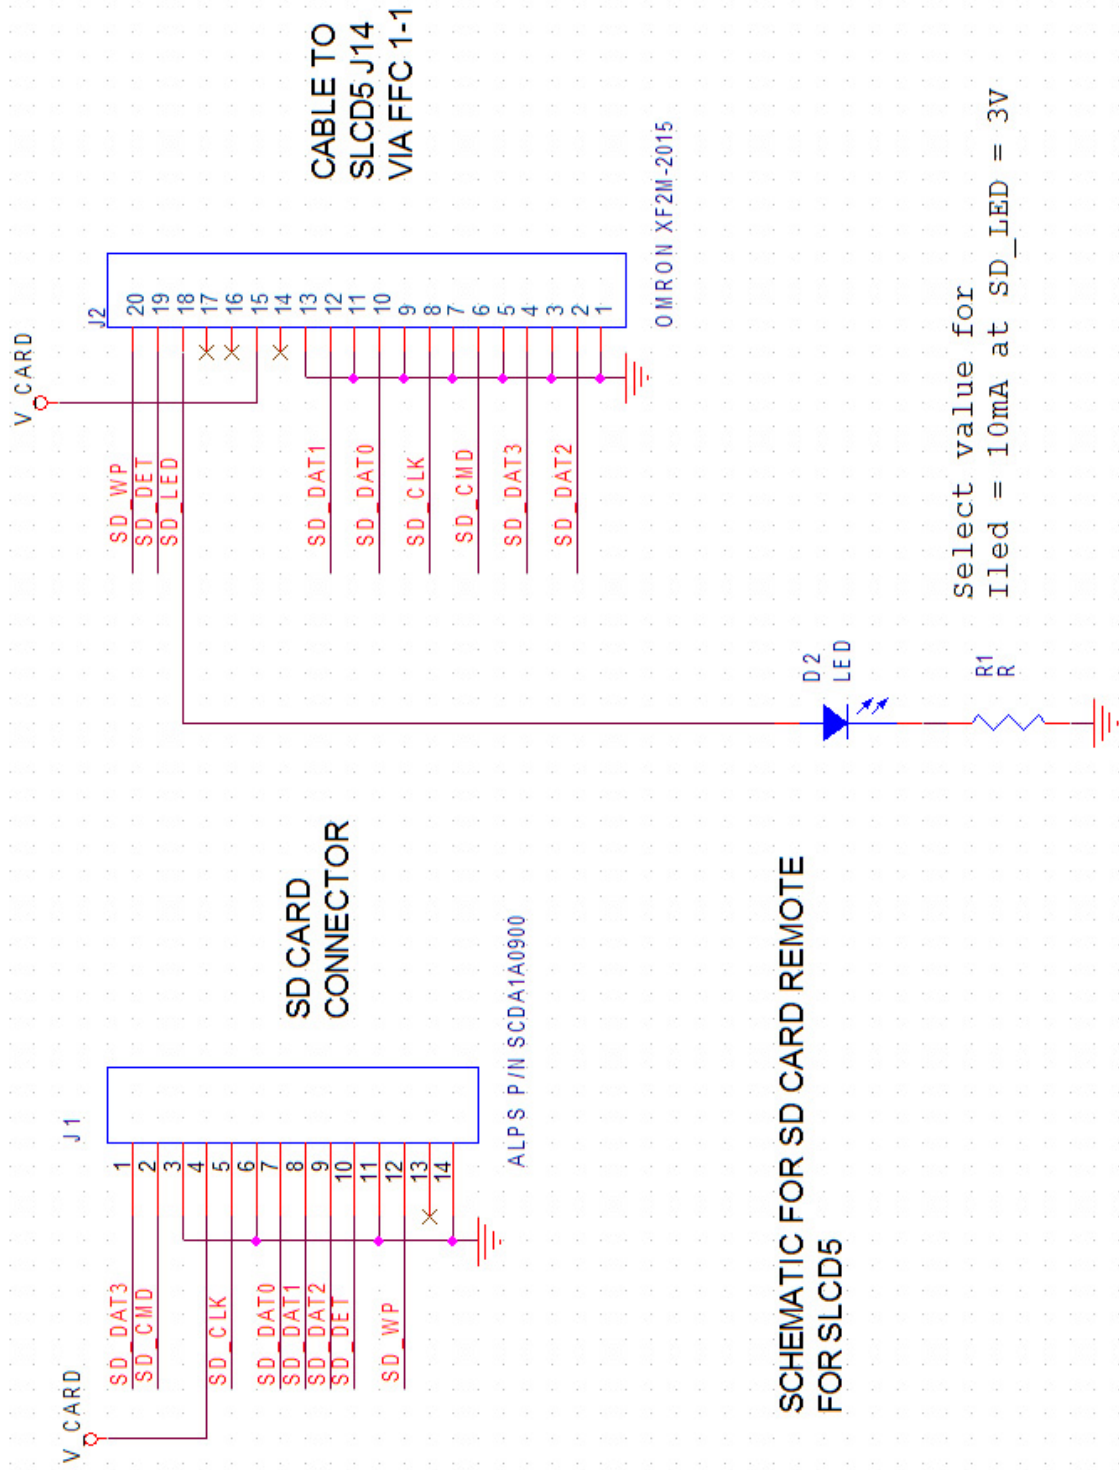 V_CARD
J1
1
2
3
4
5
6
7
8
9
10
11
12
13
14
SD_DAT3
SD_CMD
SD_CLK
SD_DAT0
SD_DAT1
SD_DAT2
SD_DET
SD_WP
SD CARD
CONNECTOR
ALPS P/N SCDA1A0900
SCHEMATIC FOR SD CARD REMOTE
FOR SLCD5
V_CARD
J2
20
19
18
17
16
15
14
13
12
11
10
9
8
7
6
5
4
3
2
1
SD_WP
SD_DET
SD_LED
SD_DAT1
SD_DAT0
SD_CLK
SD_CMD
SD_DAT3
SD_DAT2
CABLE TO
SLCD5 J14
VIA FFC 1-1
OMRON XF2M-2015
D2
LED
R1
R
Select value for
Iled = 10mA at SD_LED = 3V